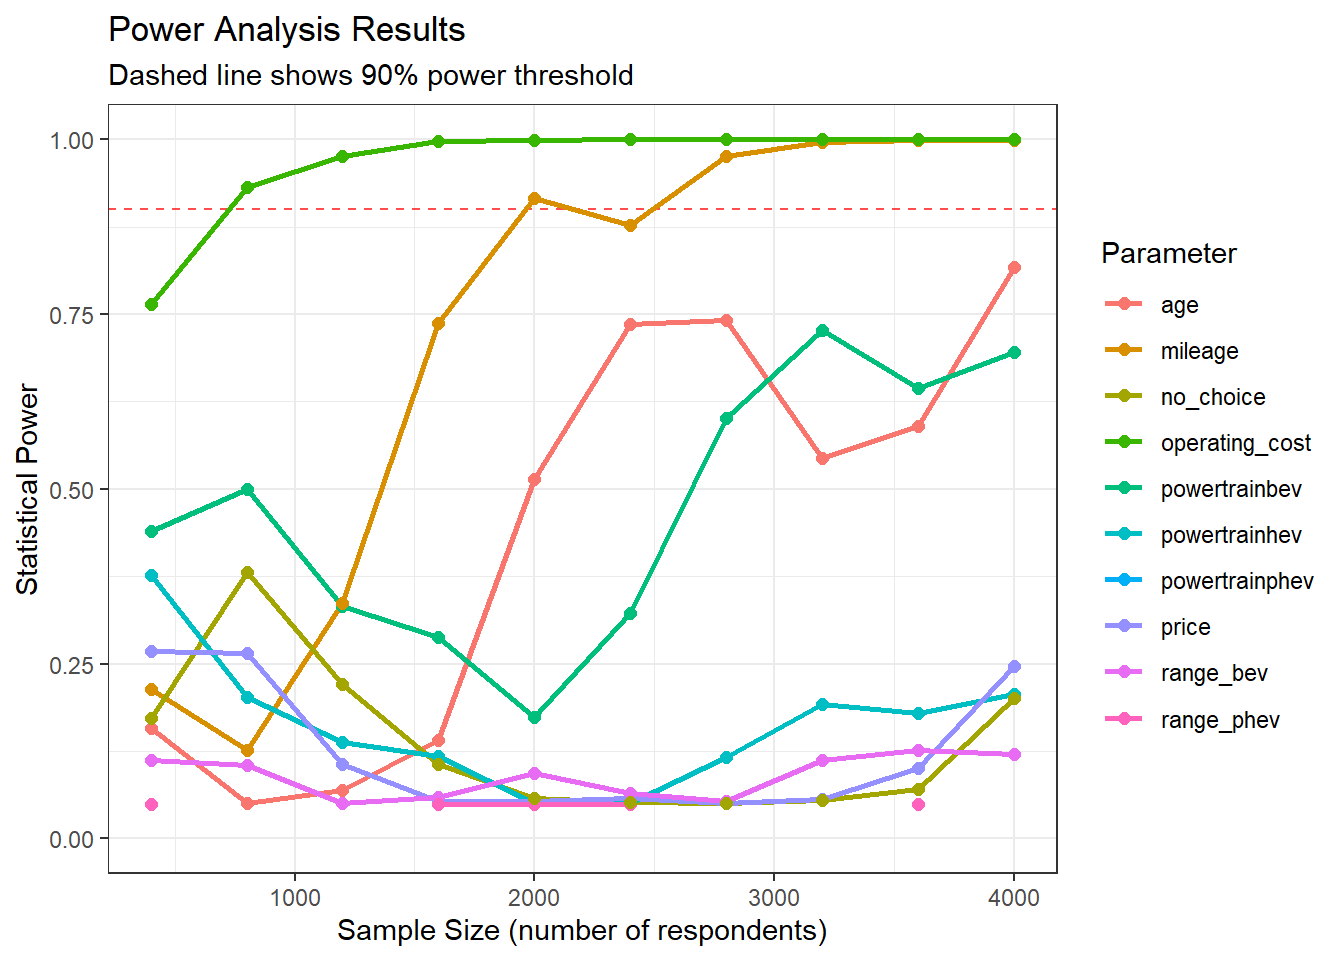 Power Analysis Results
Dashed line shows 90% power threshold
1.00
0.75
0.50
0.25
0.00
Statistical Power
1000
2000
3000
4000
Sample Size (number of respondents)
Parameter
age
mileage
no_choice
operating_cost
powertrainbev
powertrainhev
powertrainphev
price
range_bev
range_phev